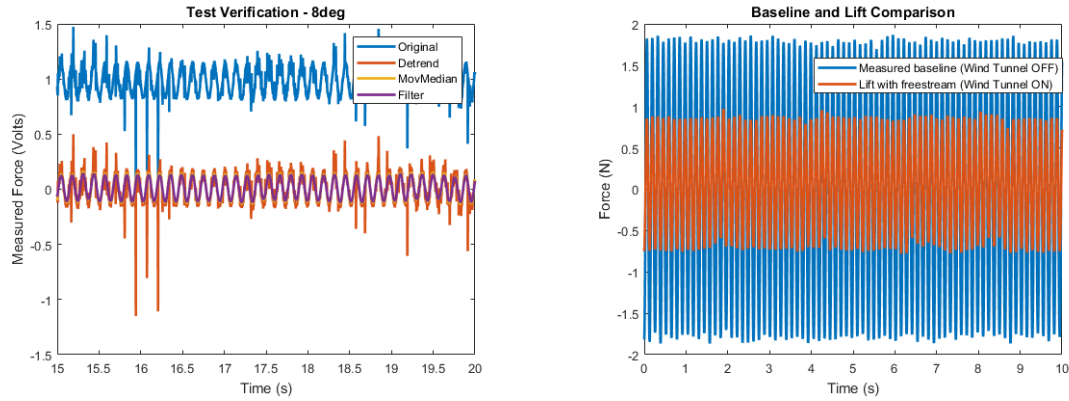 Test Verification - 8deg
1.5
1
0.5
0
-0.5
-1
-1.5
Measured Force (Volts)
Original
Detrend
MovMedian
Filter
15 15.5 16 16.5 17 17.5 18 18.5 19 19.5 20
Time (s)
Baseline and Lift Comparison
2
1.5
1
0.5
0
-0.5
-1
-1.5
-2
Force (N)
Measured baseline (Wind Tunnel OFF)
Lift with freestream (Wind Tunnel ON)
0 1 2 3 4 5 6 7 8 9 10
Time (s)